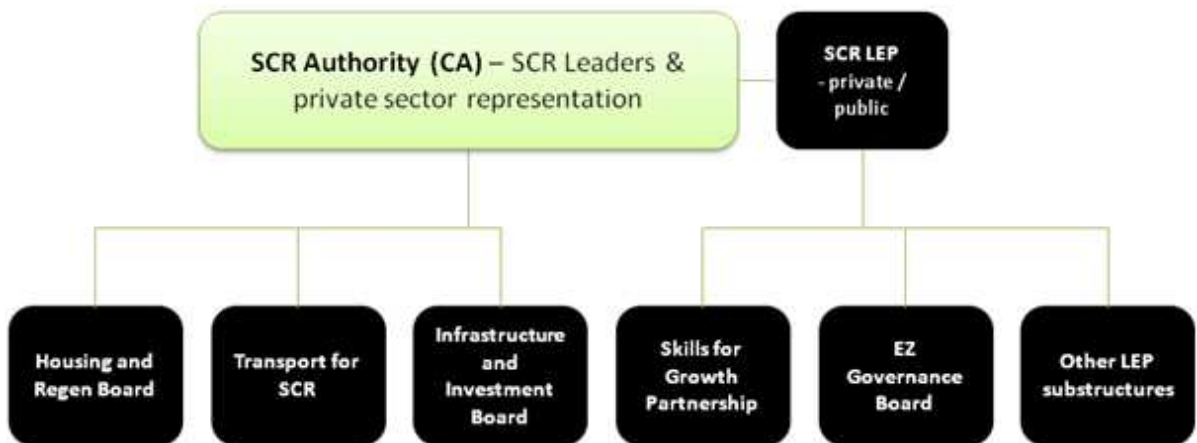 SCR Authority (CA) – SCR Leaders &
private sector representation
SCR LEP
- private /
public
Housing and
Regen Board
Transport for
SCR
Infrastructure
and
Investment
Board
Skills for
Growth
Partnership
EZ
Governance
Board
Other LEP
substructures